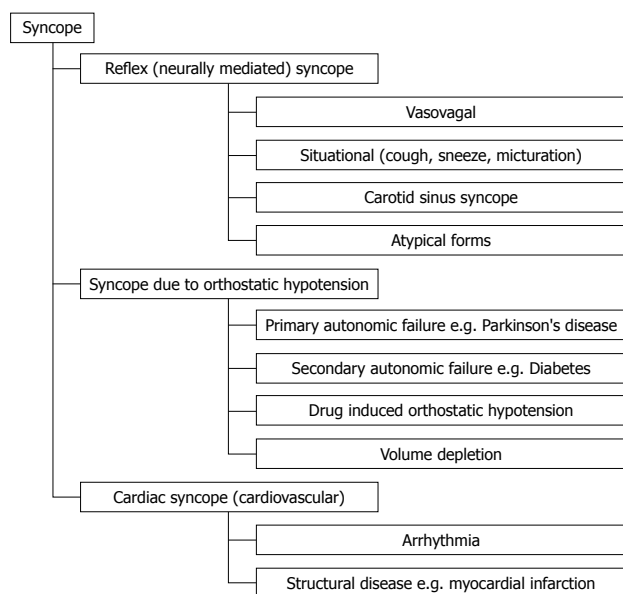 Syncope
Reflex (neurally mediated) syncope
Vasovagal
Situational (cough, sneeze, micturation)
Carotid sinus syncope
Atypical forms
Syncope due to orthostatic hypotension
Primary autonomic failure e.g. Parkinson's disease
Secondary autonomic failure e.g. Diabetes
Drug induced orthostatic hypotension
Volume depletion
Cardiac syncope (cardiovascular)
Arrhythmia
Structural disease e.g. myocardial infarction